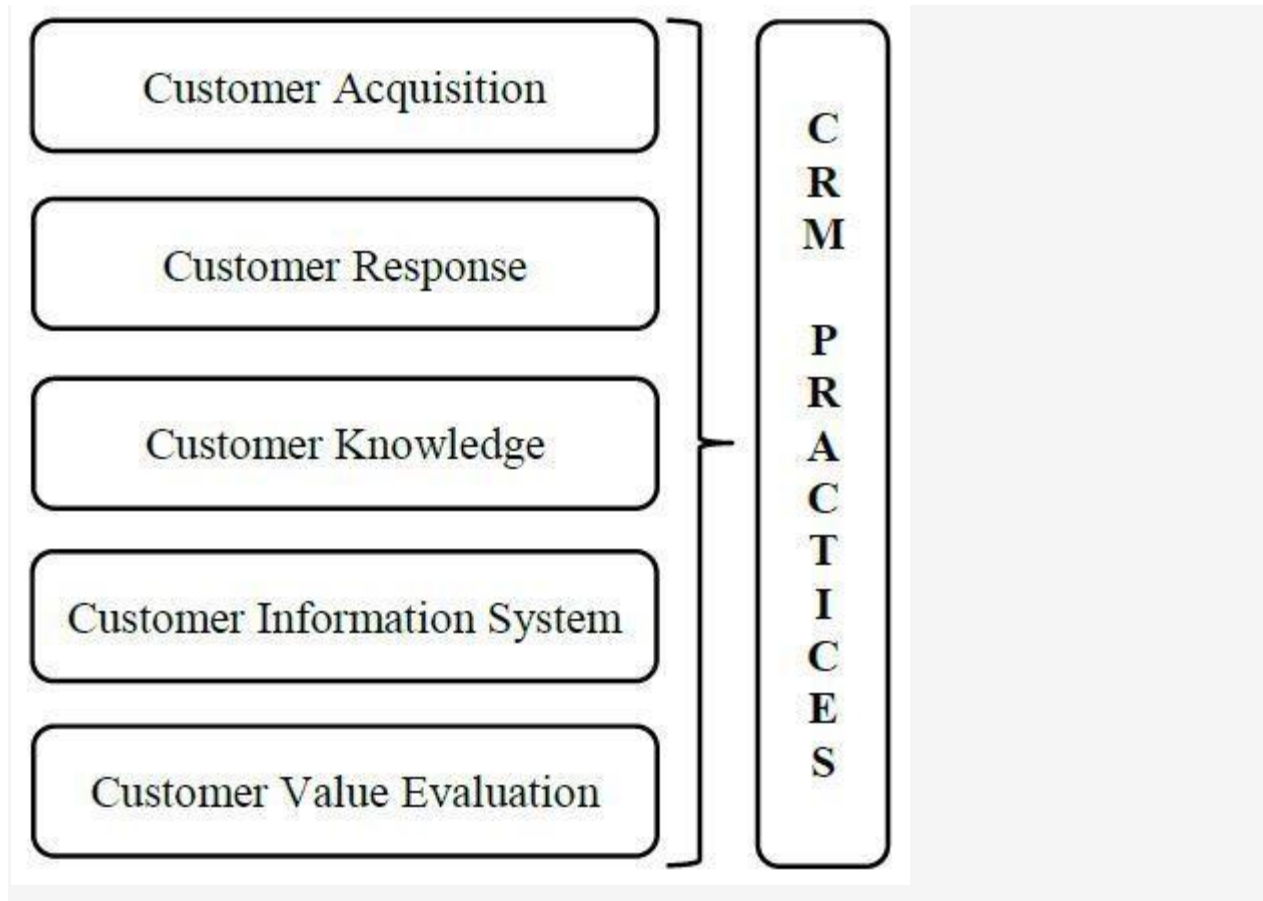 Customer Acquisition
Customer Response
Customer Knowledge
Customer Information System
Customer Value Evaluation
C
R
M
P
R
A
C
T
I
C
E
S